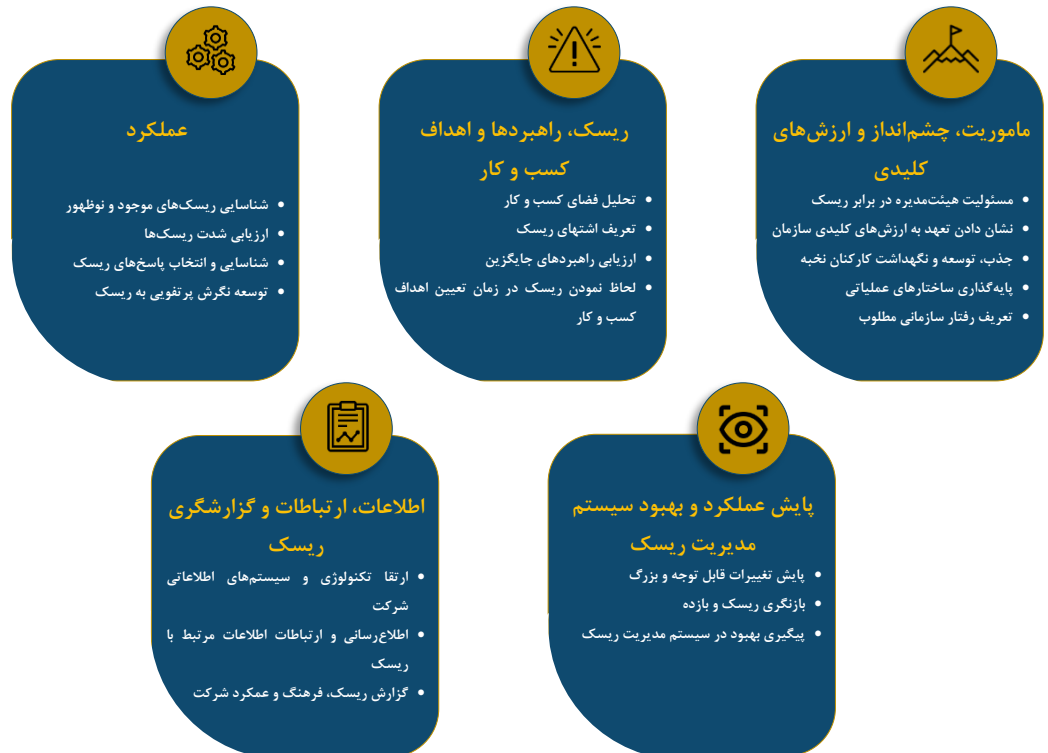 ماموریت، چشم‌انداز و ارزش‌های
کلیدی
• مسئولیت هیئت‌مدیره در برابر ریسک
• نشان دادن تعهد به ارزش‌های کلیدی سازمان
• جذب، توسعه و نگهداشت کارکنان نخبه
• پایه‌گذاری ساختارهای عملیاتی
• تعریف رفتار سازمانی مطلوب
ریسک، راهبردها و اهداف
کسب و کار
• تحلیل فضای کسب و کار
• تعریف اشتهای ریسک
• ارزیابی راهبردهای جایگزین
• لحاظ نمودن ریسک در زمان تعیین اهداف
کسب و کار
عملکرد
• شناسایی ریسک‌های موجود و نوظهور
• ارزیابی شدت ریسک‌ها
• شناسایی و انتخاب پاسخ‌های ریسک
• توسعه نگرش پرتفویی به ریسک
پایش عملکرد و بهبود سیستم
مدیریت ریسک
• پایش تغییرات قابل توجه و بزرگ
• بازنگری ریسک و بازده
• پیگیری بهبود در سیستم مدیریت ریسک
اطلاعات، ارتباطات و گزارشگری
ریسک
• ارتقا تکنولوژی و سیستم‌های اطلاعاتی
شرکت
• اطلاع‌رسانی و ارتباطات اطلاعات مرتبط با
ریسک
• گزارش ریسک، فرهنگ و عمکرد شرکت